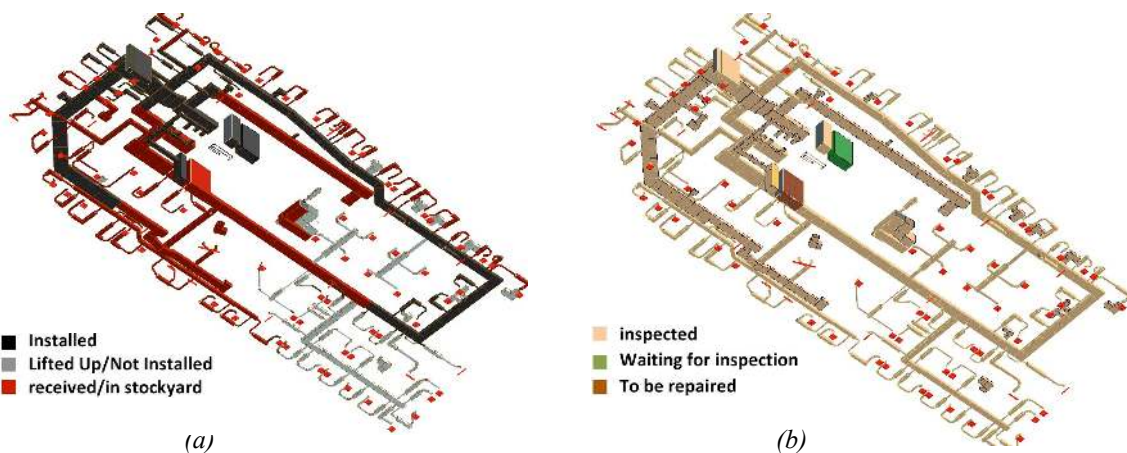 Installed
Lifted Up/Not Installed
received/in stockyard
(a)
inspected
Waiting for inspection
To be repaired
(b)